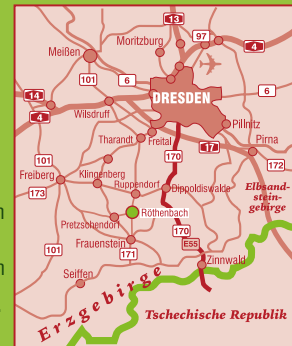 13
Moritzburg
97
4
Meißen
101
6
6
14
DRESDEN
4
Wilsdruff
Pillnitz
Tharandt
Freital
17
Pirna
101
170
172
Freiberg
Klingenberg
173
Ruppendorf
Dippoldiswalde
Elbsand-
stein-
gebirge
Röthenbach
Pretzschendorf
170
Frauenstein
E55
101
171
Zinnwald
Seiffen
Erzgebirge
Tschechische Republik